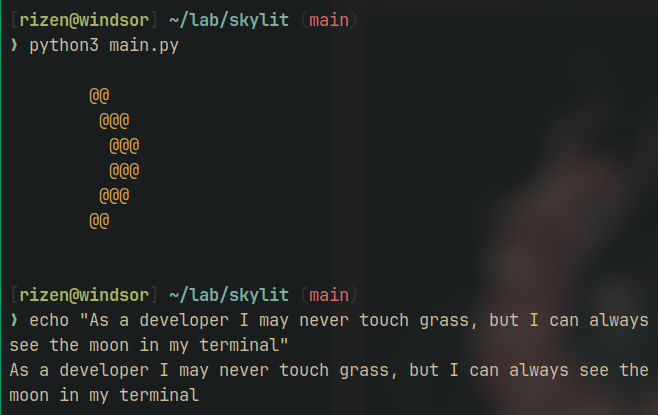 [rizen@windsor] ~/lab/skylit (main)
❯ python3 main.py
        @@
         @@@
          @@@
          @@@
         @@@
        @@
[rizen@windsor] ~/lab/skylit (main)
❯ echo "As a developer I may never touch grass, but I can always
see the moon in my terminal"
As a developer I may never touch grass, but I can always see the
moon in my terminal